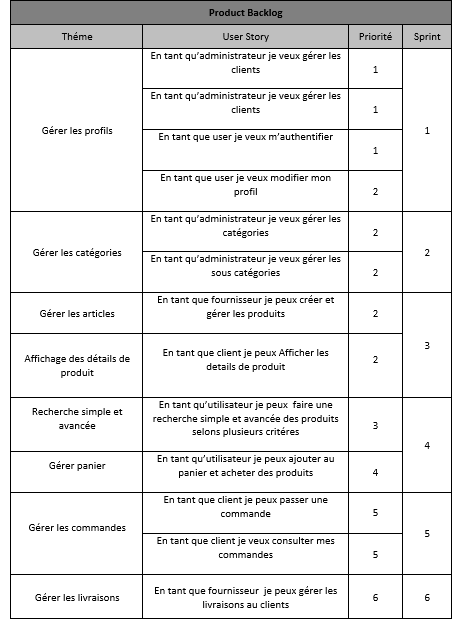 Product Backlog
Théme
User Story
Priorité
Sprint
Gérer les profils
En tant qu'administrateur je veux gérer les
clients
1
1
En tant qu'administrateur je veux gérer les
clients
1
En tant que user je veux m'authentifier
1
En tant que user je veux modifier mon
profil
2
Gérer les catégories
En tant qu'administrateur je veux gérer les
catégories
2
2
En tant qu'administrateur je veux gérer les
sous catégories
2
Gérer les articles
En tant que fournisseur je peux créer et
gérer les produits
2
3
Affichage des détails de
produit
En tant que client je peux Afficher les
details de produit
2
Recherche simple et
avancée
En tant qu'utilisateur je peux  faire une
recherche simple et avancée des produits
selons plusieurs critéres
3
4
Gérer panier
En tant qu'utilisateur je peux ajouter au
panier et acheter des produits
4
Gérer les commandes
En tant que client je peux passer une
commande
5
5
En tant que client je veux consulter mes
commandes
5
Gérer les livraisons
En tant que fournisseur  je peux gérer les
livraisons au clients
6
6